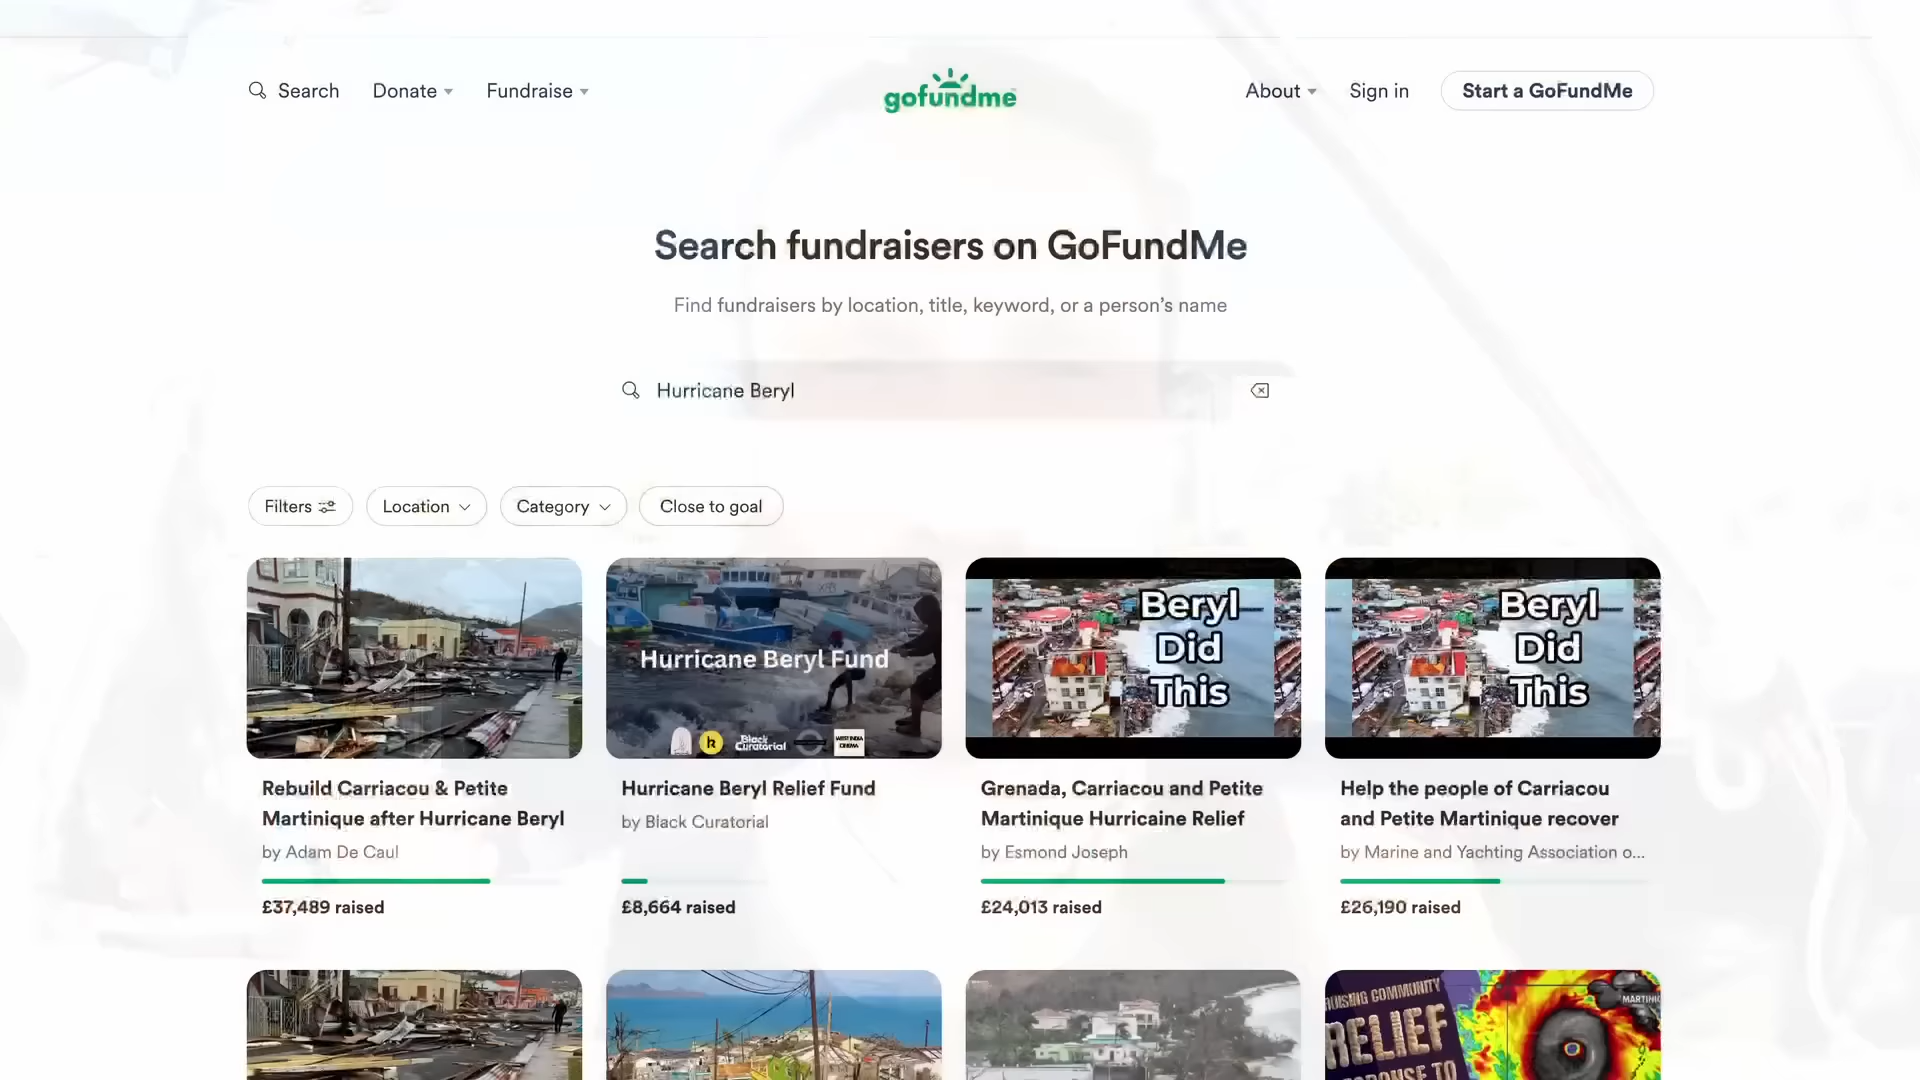 Search
Donate
Fundraise
gofundme
About
Sign in
Start a GoFundMe
Search fundraisers on GoFundMe
Find fundraisers by location, title, keyword, or a person's name
Hurricane Beryl
Filters
Location
Category
Close to goal
Hurricane Beryl Fund
h
Black
Curatorial
WEST INDIA
CINEMA
Beryl
Did
This
Beryl
Did
This
Rebuild Carriacou & Petite
Martinique after Hurricane Beryl
by Adam De Caul
£37,489 raised
Hurricane Beryl Relief Fund
by Black Curatorial
£8,664 raised
Grenada, Carriacou and Petite
Martinique Hurricaine Relief
by Esmond Joseph
£24,013 raised
Help the people of Carriacou
and Petite Martinique recover
by Marine and Yachting Association o...
£26,190 raised
COMMUNITY
RELIEF